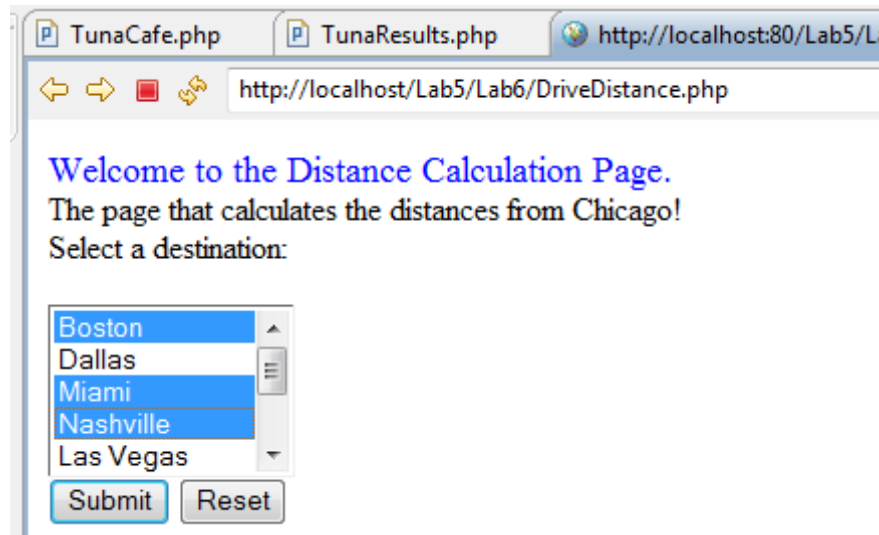 TunaCafe.php TunaResults.php http://localhost:80/Lab5/L
http://localhost/Lab5/Lab6/DriveDistance.php
Welcome to the Distance Calculation Page.
The page that calculates the distances from Chicago!
Select a destination:
Boston
Dallas
Miami
Nashville
Las Vegas
Submit Reset